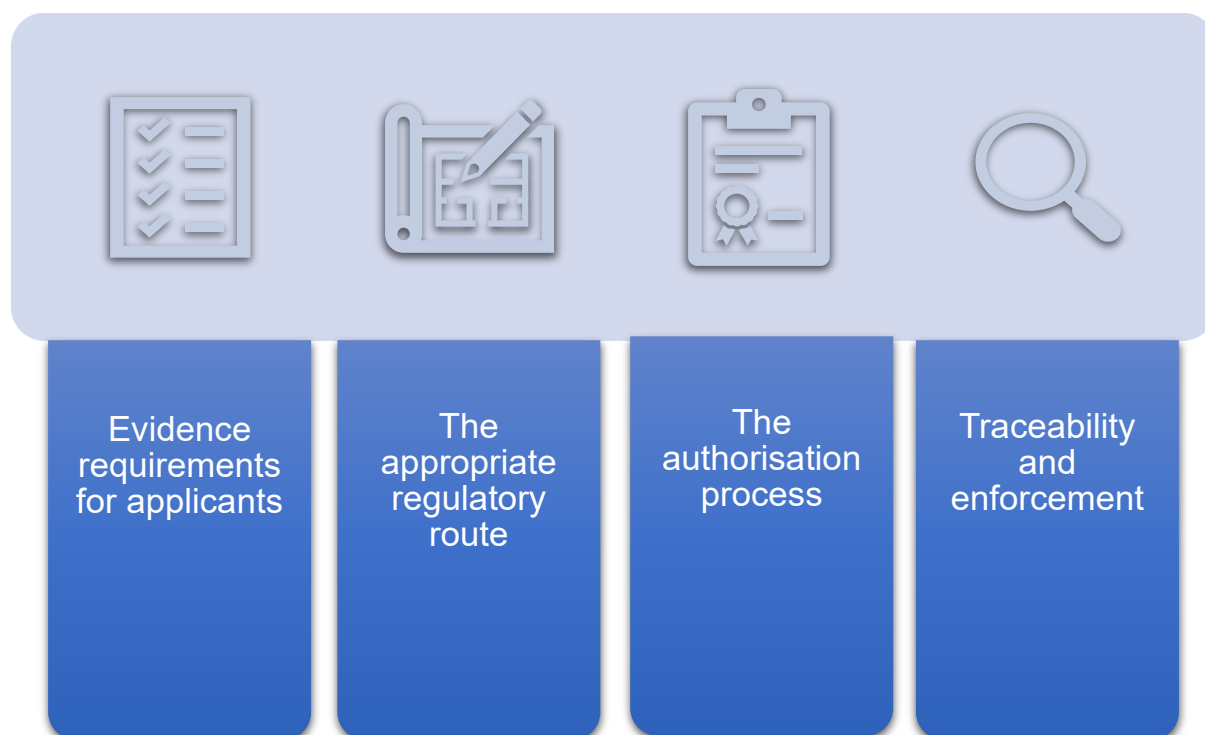 Evidence
requirements
for applicants
The
appropriate
regulatory
route
The
authorisation
process
Traceability
and
enforcement